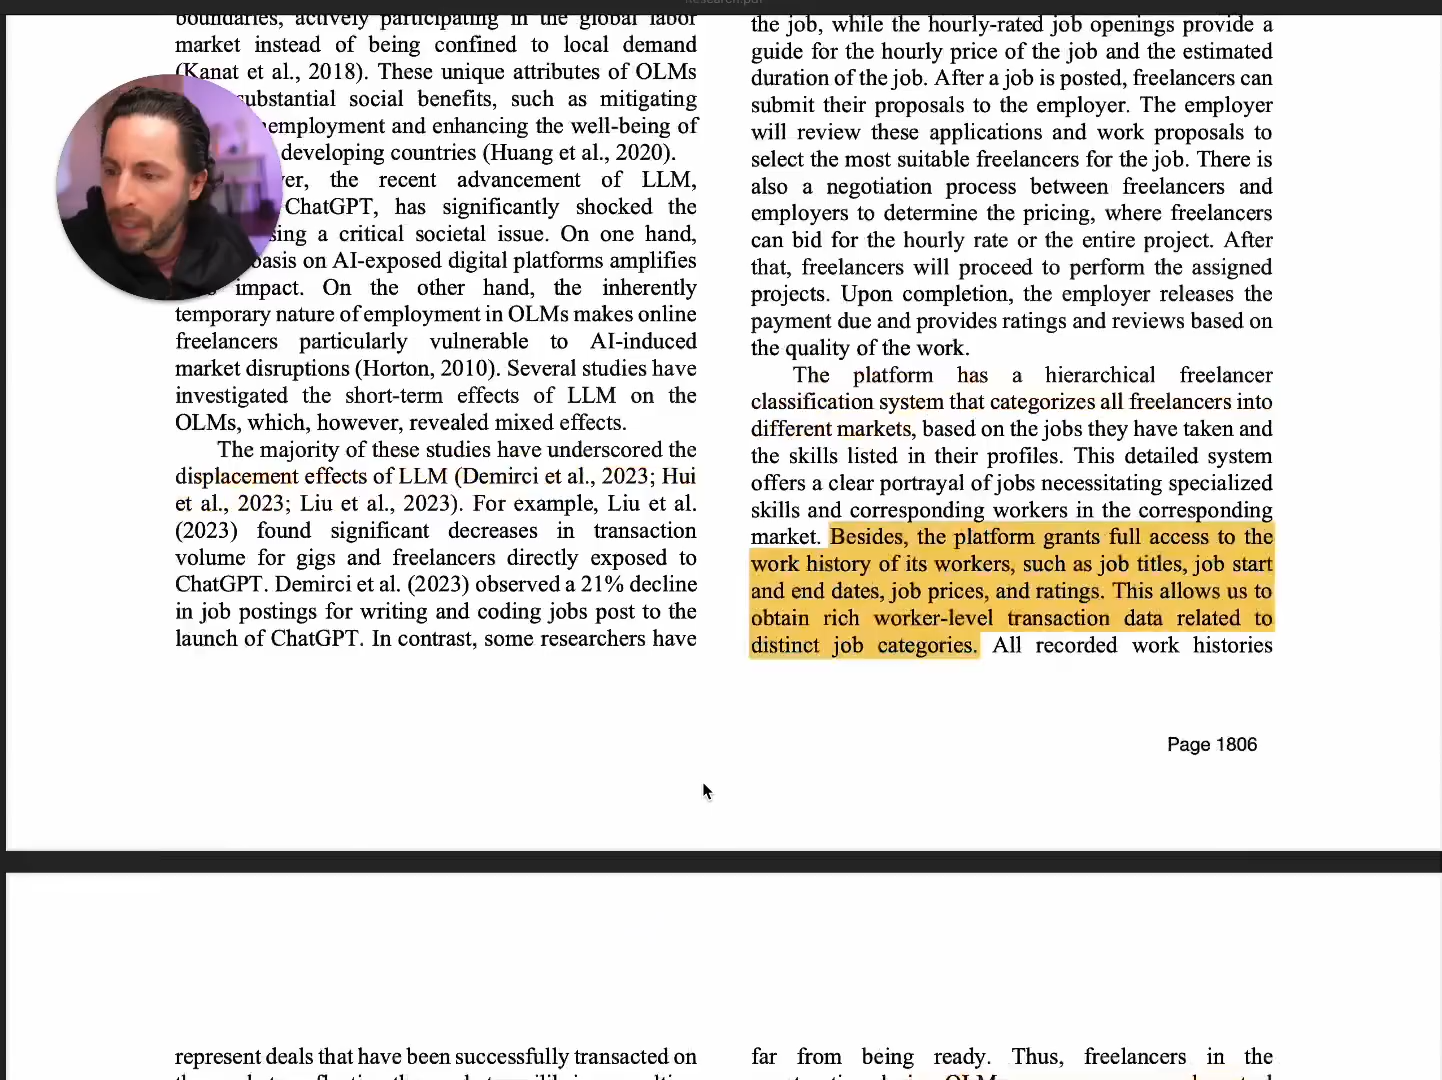 Research.pdf
boundaries, actively participating in the global labor
market instead of being confined to local demand
(Kanat et al., 2018). These unique attributes of OLMs
substantial social benefits, such as mitigating
employment and enhancing the well-being of
developing countries (Huang et al., 2020).
the recent advancement of LLM,
ChatGPT, has significantly shocked the
a critical societal issue. On one hand,
basis on AI-exposed digital platforms amplifies
impact. On the other hand, the inherently
temporary nature of employment in OLMs makes online
freelancers particularly vulnerable to AI-induced
market disruptions (Horton, 2010). Several studies have
investigated the short-term effects of LLM on the
OLMs, which, however, revealed mixed effects.
The majority of these studies have underscored the
displacement effects of LLM (Demirci et al., 2023; Hui
et al., 2023; Liu et al., 2023). For example, Liu et al.
(2023) found significant decreases in transaction
volume for gigs and freelancers directly exposed to
ChatGPT. Demirci et al. (2023) observed a 21% decline
in job postings for writing and coding jobs post to the
launch of ChatGPT. In contrast, some researchers have
the job, while the hourly-rated job openings provide a
guide for the hourly price of the job and the estimated
duration of the job. After a job is posted, freelancers can
submit their proposals to the employer. The employer
will review these applications and work proposals to
select the most suitable freelancers for the job. There is
also a negotiation process between freelancers and
employers to determine the pricing, where freelancers
can bid for the hourly rate or the entire project. After
that, freelancers will proceed to perform the assigned
projects. Upon completion, the employer releases the
payment due and provides ratings and reviews based on
the quality of the work.
The platform has a hierarchical freelancer
classification system that categorizes all freelancers into
different markets, based on the jobs they have taken and
the skills listed in their profiles. This detailed system
offers a clear portrayal of jobs necessitating specialized
skills and corresponding workers in the corresponding
market. Besides, the platform grants full access to the
work history of its workers, such as job titles, job start
and end dates, job prices, and ratings. This allows us to
obtain rich worker-level transaction data related to
distinct job categories. All recorded work histories
Page 1806
represent deals that have been successfully transacted on
far from being ready. Thus, freelancers in the